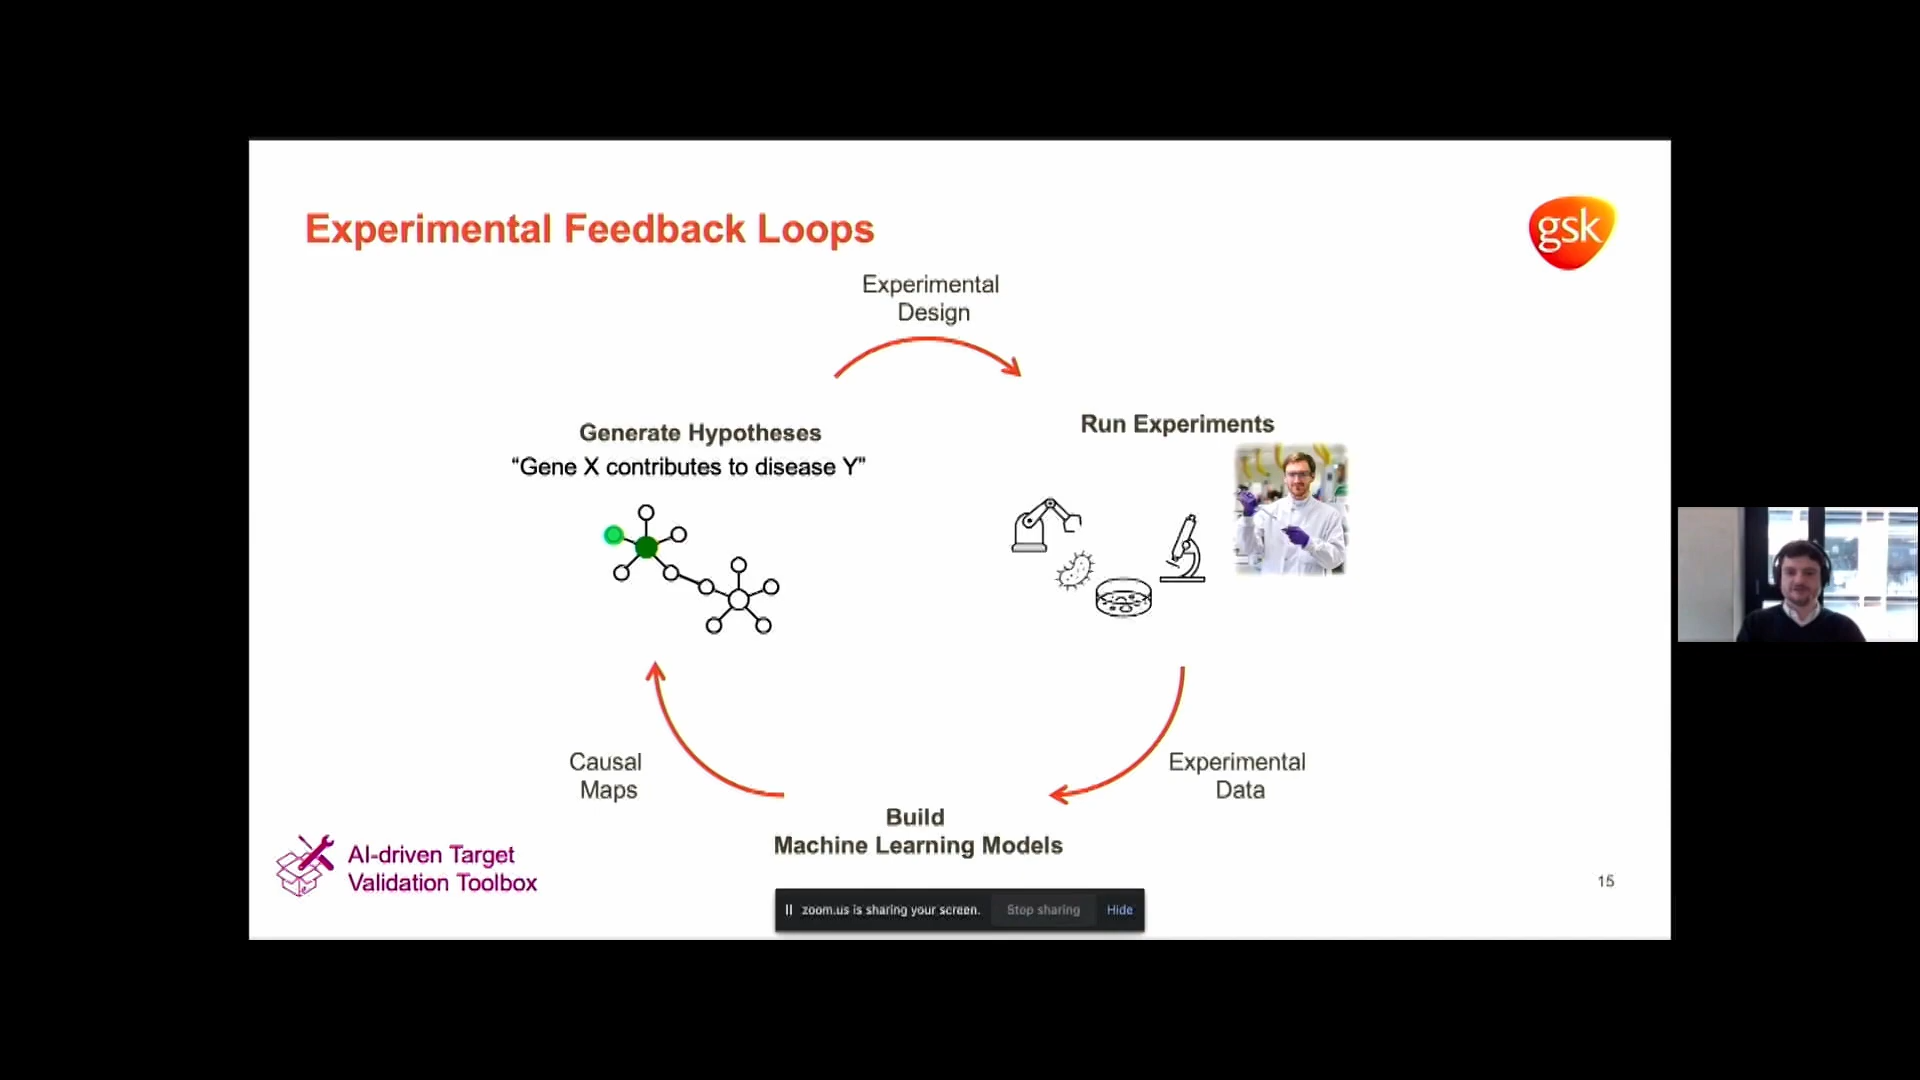 Experimental Feedback Loops
gsk
Experimental
Design
Generate Hypotheses
“Gene X contributes to disease Y”
Run Experiments
Causal
Maps
Experimental
Data
Build
Machine Learning Models
AI-driven Target
Validation Toolbox
15
zoom.us is sharing your screen. Stop sharing Hide